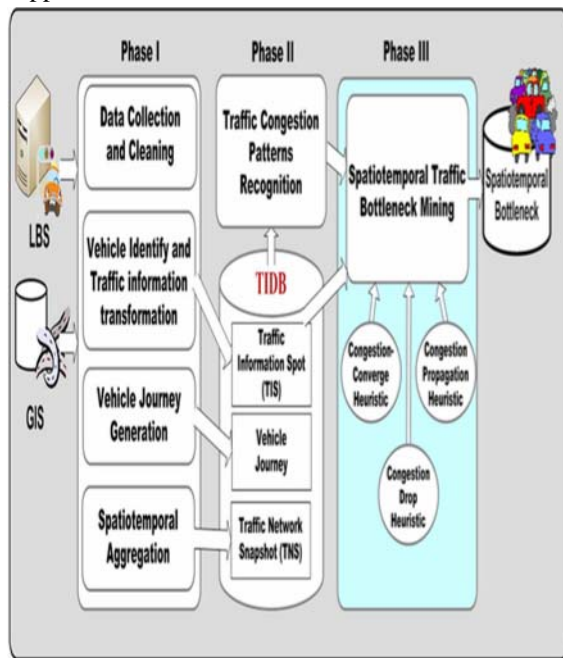 Phase I
Phase II
Phase III
Data Collection
and Cleaning
Vehicle Identify and
Traffic information
transformation
Vehicle Journey
Generation
Spatiotemporal
Aggregation
LBS
GIS
Traffic Congestion
Patterns
Recognition
TIDB
Traffic
Information Spot
(TIS)
Vehicle
Journey
Traffic Network
Snapshot (TNS)
Spatiotemporal Traffic
Bottleneck Mining
Congestion-
Converge
Heuristic
Congestion
Propagation
Heuristic
Congestion
Drop
Heuristic
Spatiotemporal
Bottleneck